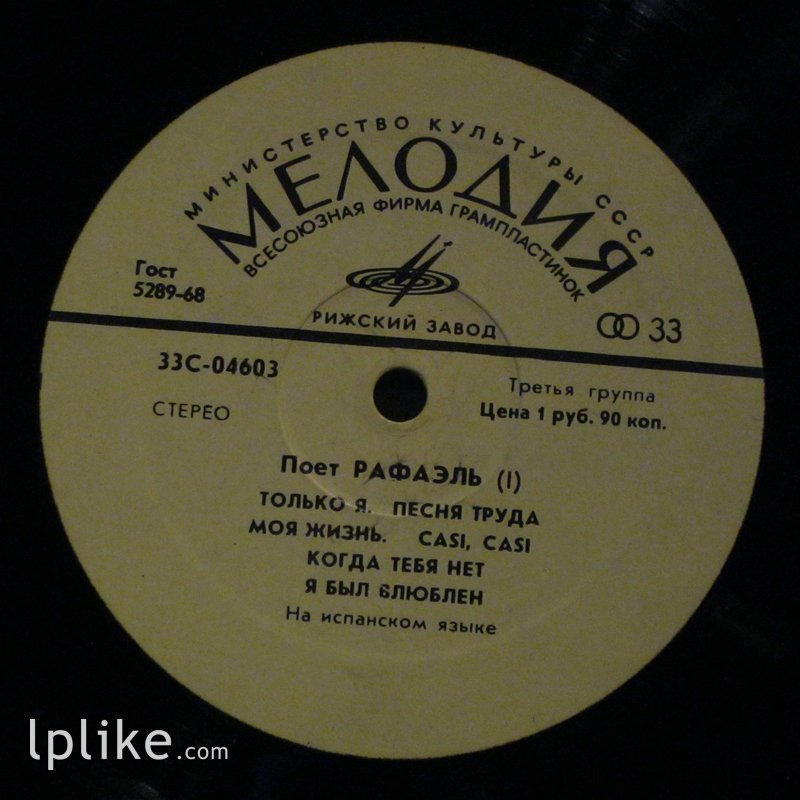 МИНИСТЕРСТВО КУЛЬТУРЫ СССР
МЕЛОДИЯ
ВСЕСОЮЗНАЯ ФИРМА ГРАМПЛАСТИНОК
Гост
5289-68
РИЖСКИЙ ЗАВОД
33
33С-04603
СТЕРЕО
Третья группа
Цена 1 руб. 90 коп.
Поет РАФАЭЛЬ (I)
ТОЛЬКО Я. ПЕСНЯ ТРУДА
МОЯ ЖИЗНЬ. CASI, CASI
КОГДА ТЕБЯ НЕТ
Я БЫЛ ВЛЮБЛЕН
На испанском языке
lplike.com